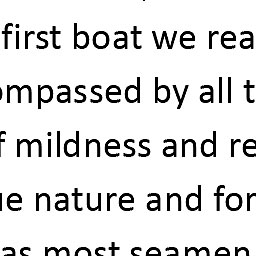 first boat we rea
ompassed by all t
f mildness and re
ue nature and for
as most seamen